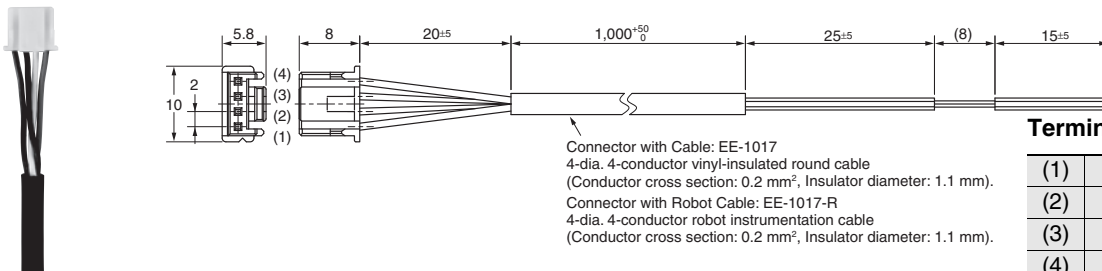 5.8 8 20±5 1,000 +50 0 25±5 (8) 15±5
(4)
2 (3)
10 (2)
(1)
Connector with Cable: EE-1017
4-dia. 4-conductor vinyl-insulated round cable
(Conductor cross section: 0.2 mm², Insulator diameter: 1.1 mm).
Connector with Robot Cable: EE-1017-R
4-dia. 4-conductor robot instrumentation cable
(Conductor cross section: 0.2 mm², Insulator diameter: 1.1 mm).
Termin
(1)
(2)
(3)
(4)